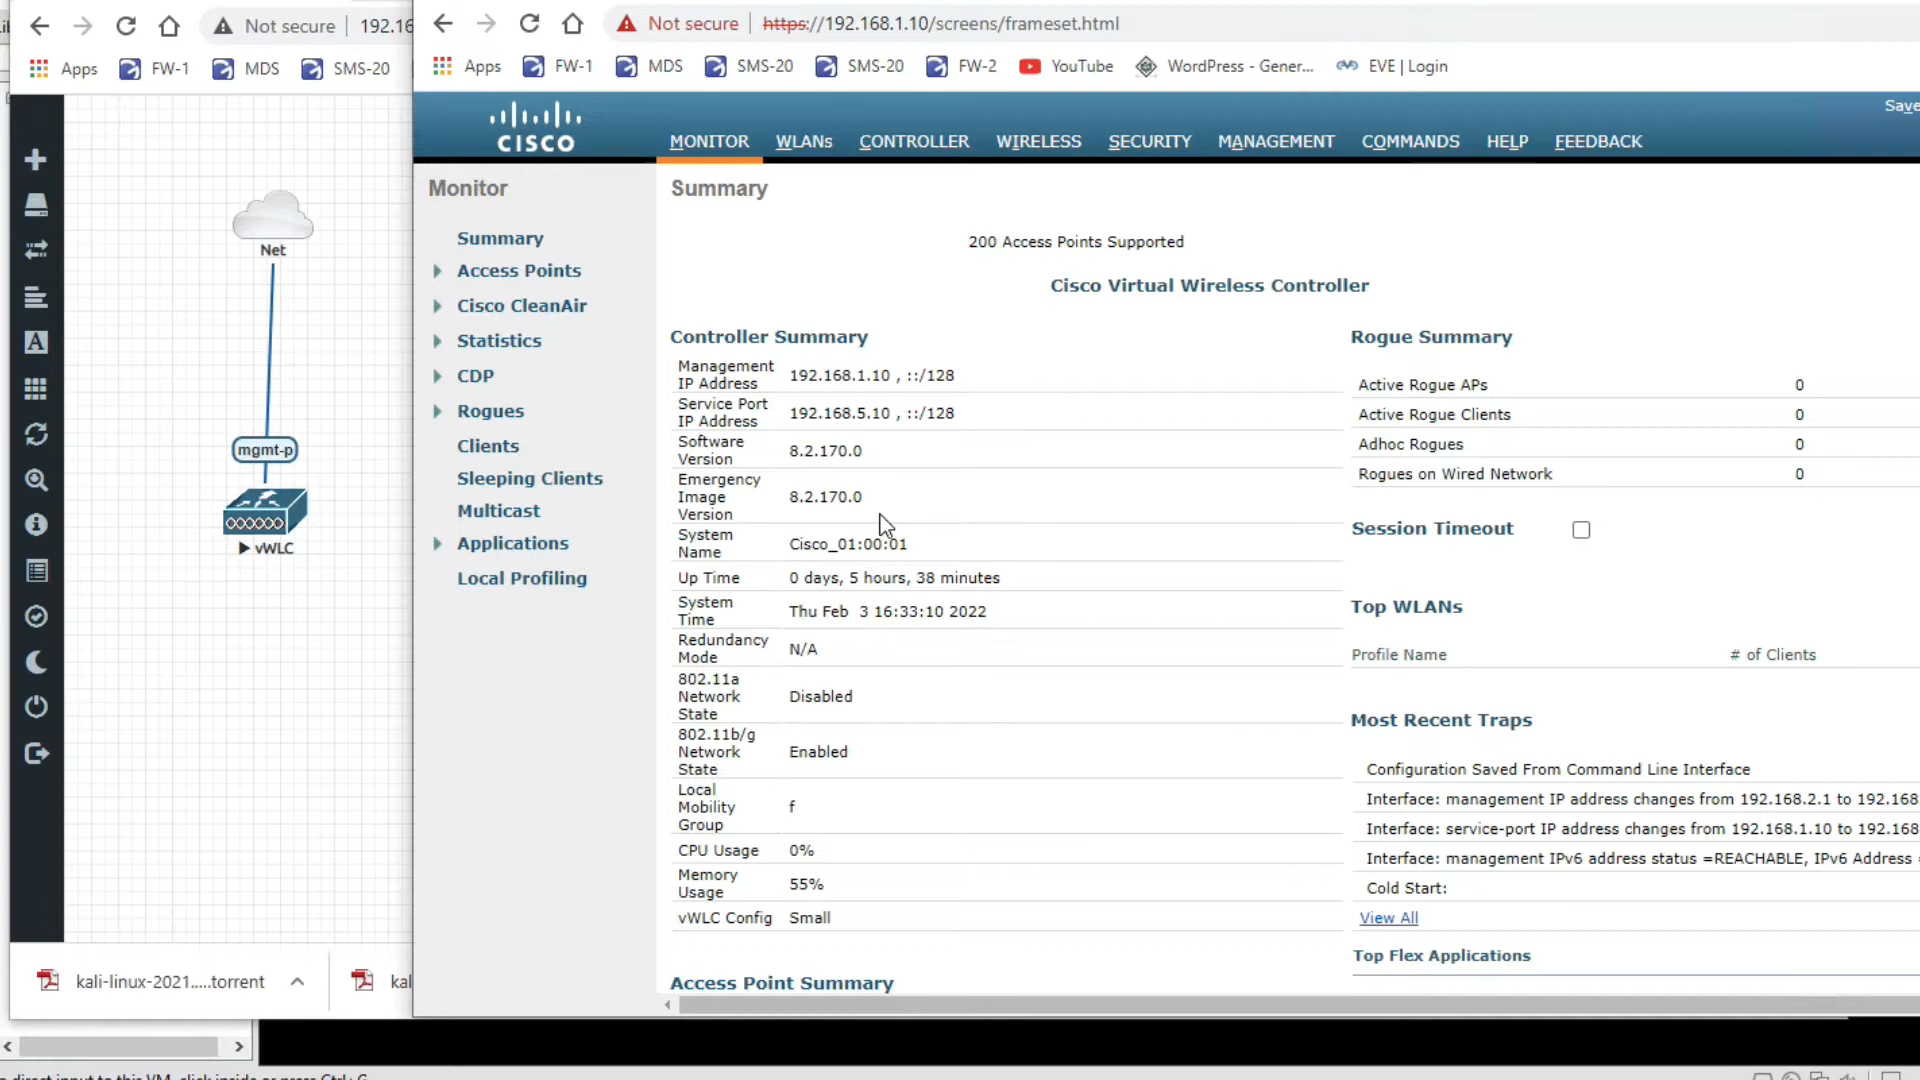 Not secure
192.16
Apps
FW-1
MDS
SMS-20
Net
mgmt-p
vWLC
kali-linux-2021.....torrent
kal
Not secure
https://192.168.1.10/screens/frameset.html
Apps
FW-1
MDS
SMS-20
SMS-20
FW-2
YouTube
WordPress - Gener...
EVE | Login
Save
CISCO
MONITOR
WLANs
CONTROLLER
WIRELESS
SECURITY
MANAGEMENT
COMMANDS
HELP
FEEDBACK
Monitor
Summary
Access Points
Cisco CleanAir
Statistics
CDP
Rogues
Clients
Sleeping Clients
Multicast
Applications
Local Profiling
Summary
200 Access Points Supported
Cisco Virtual Wireless Controller
Controller Summary
Management IP Address 192.168.1.10 , ::/128
Service Port IP Address 192.168.5.10 , ::/128
Software Version 8.2.170.0
Emergency Image Version 8.2.170.0
System Name Cisco_01:00:01
Up Time 0 days, 5 hours, 38 minutes
System Time Thu Feb 3 16:33:10 2022
Redundancy Mode N/A
802.11a Network State Disabled
802.11b/g Network State Enabled
Local Mobility Group f
CPU Usage 0%
Memory Usage 55%
vWLC Config Small
Access Point Summary
Rogue Summary
Active Rogue APs 0
Active Rogue Clients 0
Adhoc Rogues 0
Rogues on Wired Network 0
Session Timeout
Top WLANs
Profile Name # of Clients
Most Recent Traps
Configuration Saved From Command Line Interface
Interface: management IP address changes from 192.168.2.1 to 192.168
Interface: service-port IP address changes from 192.168.1.10 to 192.168
Interface: management IPv6 address status =REACHABLE, IPv6 Address =
Cold Start:
View All
Top Flex Applications
direct input to this VM, click inside or press Ctrl+G